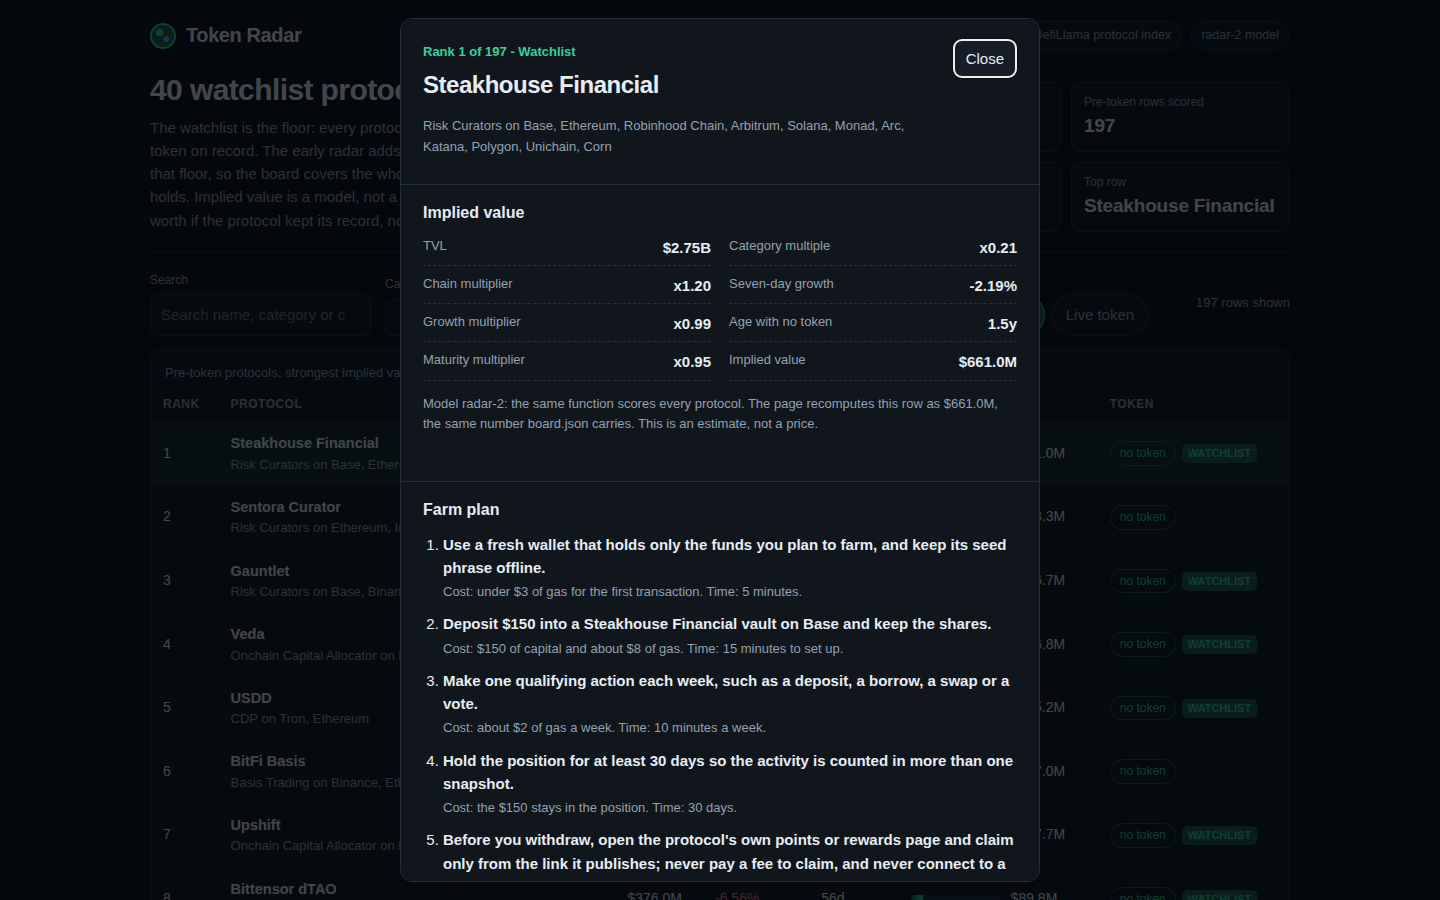 Token Radar
DefiLlama protocol index
radar-2 model
Rank 1 of 197 - Watchlist
Close
Steakhouse Financial
Risk Curators on Base, Ethereum, Robinhood Chain, Arbitrum, Solana, Monad, Arc,
Katana, Polygon, Unichain, Corn
40 watchlist
The watchlist is the floor: every
token on record. The early radar adds
that floor, so the board covers the
holds. Implied value is a model, not a
worth if the protocol kept its record,
Pre-token rows scored
197
Top row
Steakhouse Financial
Implied value
TVL $2.75B
Category multiple x0.21
Chain multiplier x1.20
Seven-day growth -2.19%
Growth multiplier x0.99
Age with no token 1.5y
Maturity multiplier x0.95
Implied value $661.0M
Model radar-2: the same function scores every protocol. The page recomputes this row as $661.0M,
the same number board.json carries. This is an estimate, not a price.
Farm plan
1. Use a fresh wallet that holds only the funds you plan to farm, and keep its seed
phrase offline.
Cost: under $3 of gas for the first transaction. Time: 5 minutes.
2. Deposit $150 into a Steakhouse Financial vault on Base and keep the shares.
Cost: $150 of capital and about $8 of gas. Time: 15 minutes to set up.
3. Make one qualifying action each week, such as a deposit, a borrow, a swap or a
vote.
Cost: about $2 of gas a week. Time: 10 minutes a week.
4. Hold the position for at least 30 days so the activity is counted in more than one
snapshot.
Cost: the $150 stays in the position. Time: 30 days.
5. Before you withdraw, open the protocol's own points or rewards page and claim
only from the link it publishes; never pay a fee to claim, and never connect to a
Search
Search name, category or c
Live token
197 rows shown
Pre-token protocols, strongest implied
RANK PROTOCOL TOKEN
1 Steakhouse Financial no token WATCHLIST
Risk Curators on Base,
2 Sentora Curator no token
Risk Curators on Ethereum,
3 Gauntlet no token WATCHLIST
Risk Curators on Base,
4 Veda no token WATCHLIST
Onchain Capital Allocator on
5 USDD no token WATCHLIST
CDP on Tron, Ethereum
6 BitFi Basis no token
Basis Trading on Binance,
7 Upshift no token WATCHLIST
Onchain Capital Allocator on
8 Bittensor dTAO $376.0M -6.56% 56d $89.8M no token WATCHLIST